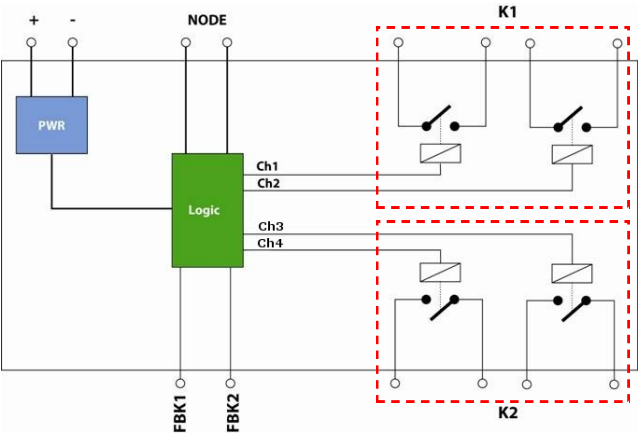 K1
+ -
NODE
PWR
Ch1
Ch2
Logic
Ch3
Ch4
FBK1
FBK2
K2